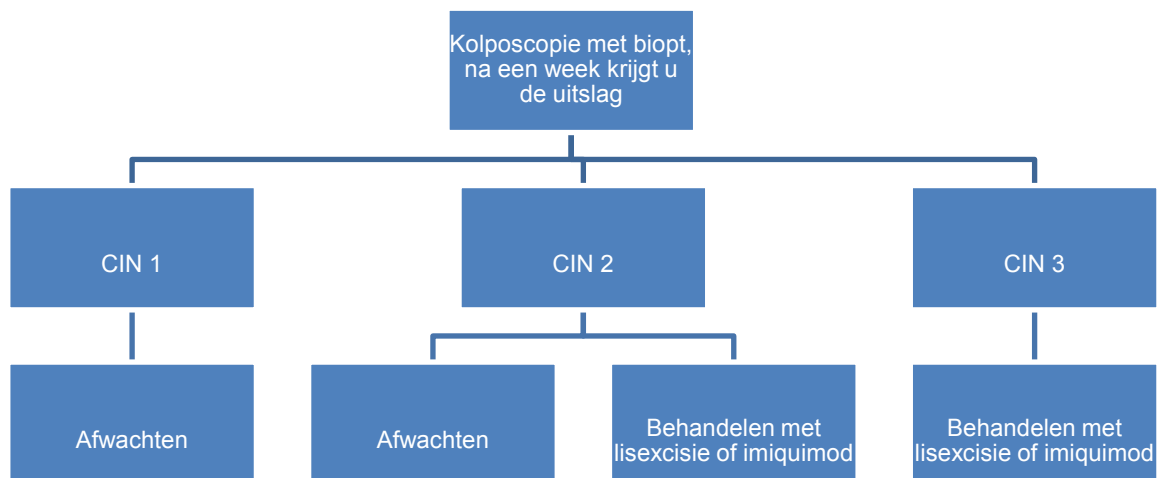 Kolposcopie met biopt,
na een week krijgt u
de uitslag
CIN 1
CIN 2
CIN 3
Afwachten
Afwachten
Behandelen met
lisexcisie of imiquimod
Behandelen met
lisexcisie of imiquimod